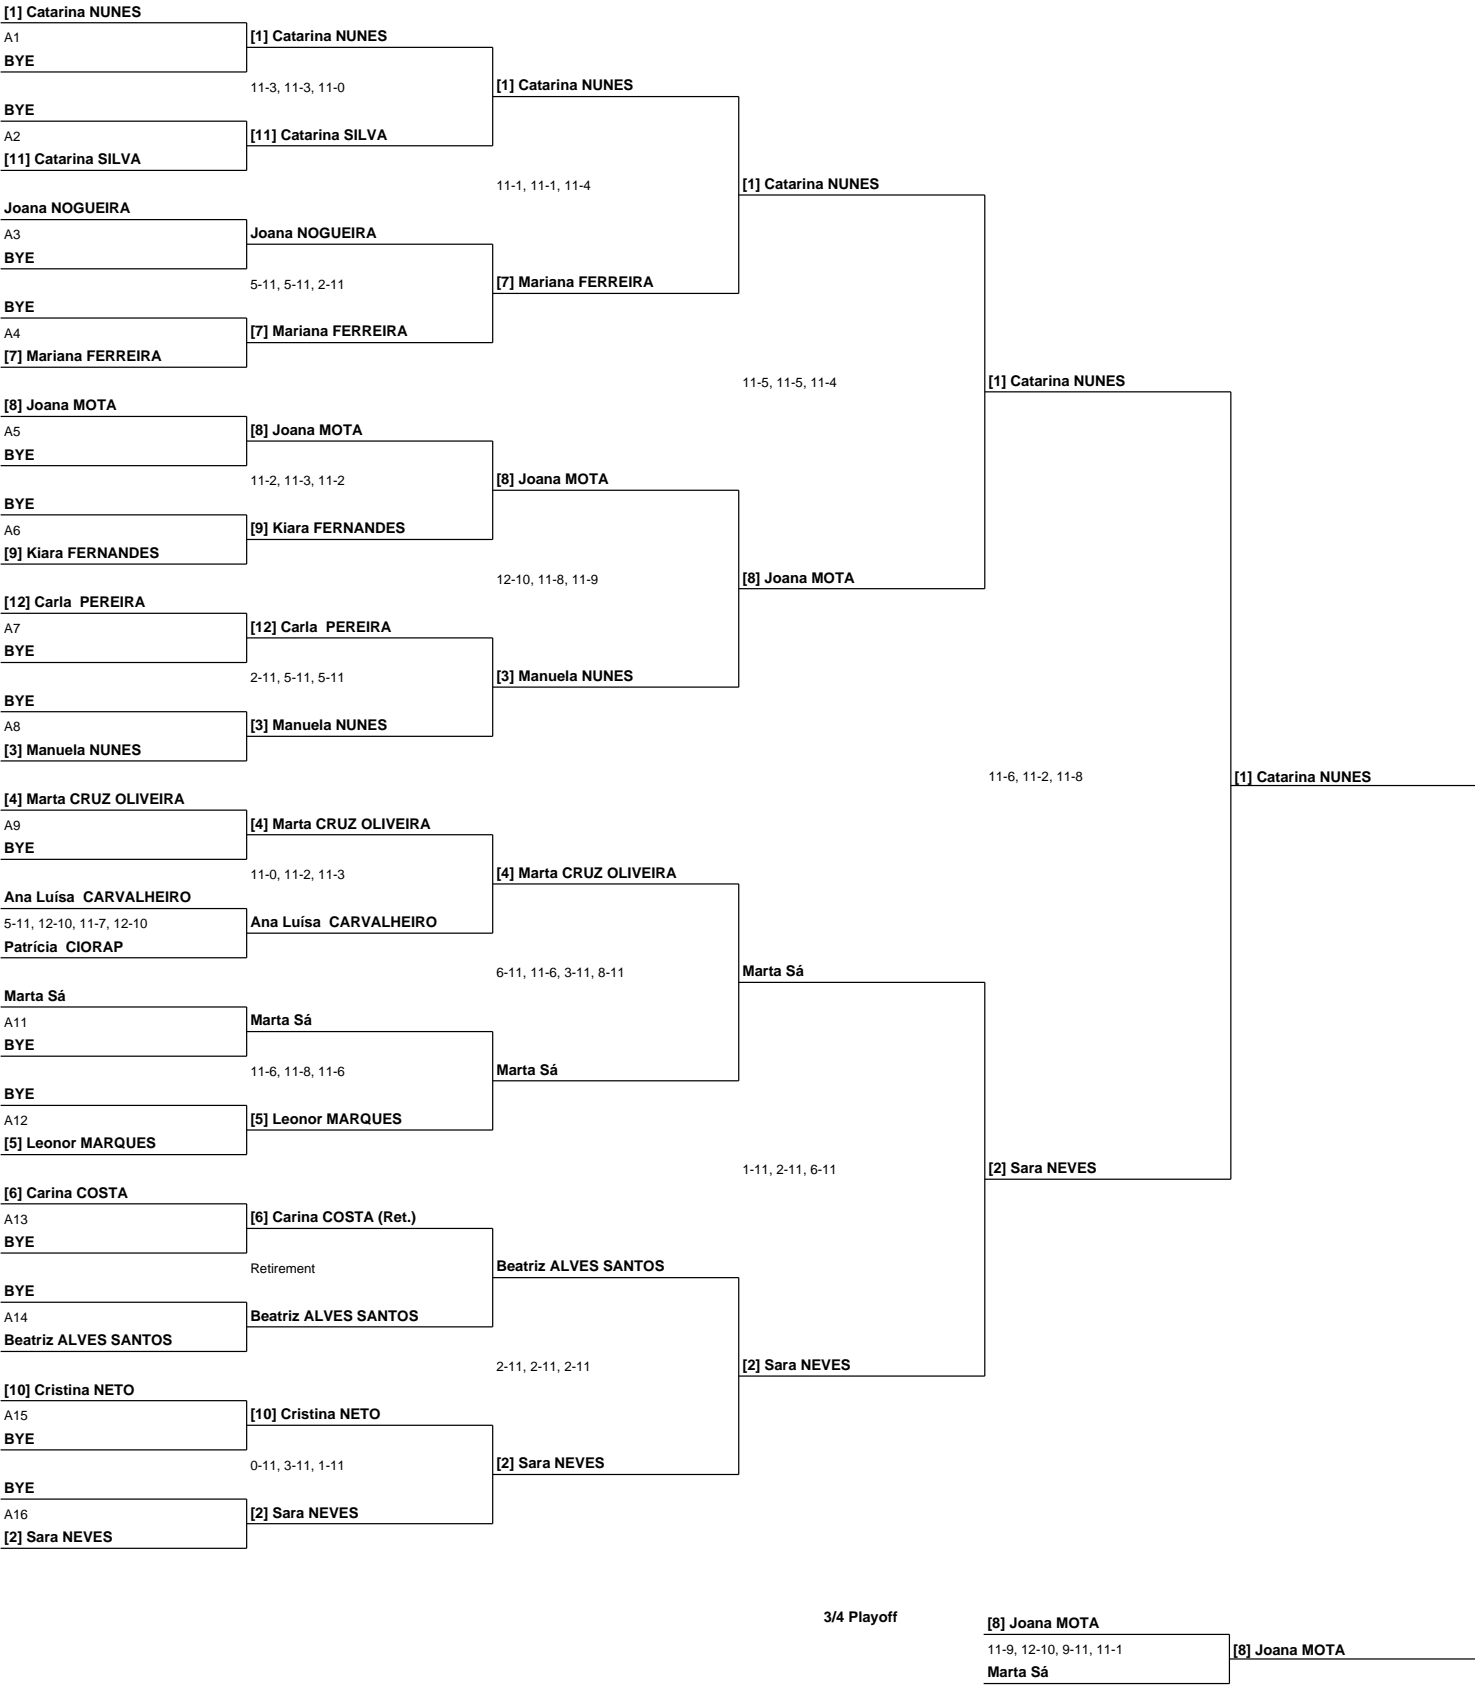 [1] Catarina NUNES
A1
BYE
[1] Catarina NUNES
11-3, 11-3, 11-0
[1] Catarina NUNES
BYE
A2
[11] Catarina SILVA
[11] Catarina SILVA
11-1, 11-1, 11-4
[1] Catarina NUNES
Joana NOGUEIRA
A3
BYE
Joana NOGUEIRA
5-11, 5-11, 2-11
[7] Mariana FERREIRA
BYE
A4
[7] Mariana FERREIRA
[7] Mariana FERREIRA
11-5, 11-5, 11-4
[1] Catarina NUNES
[8] Joana MOTA
A5
BYE
[8] Joana MOTA
11-2, 11-3, 11-2
[8] Joana MOTA
BYE
A6
[9] Kiara FERNANDES
[9] Kiara FERNANDES
12-10, 11-8, 11-9
[8] Joana MOTA
[12] Carla  PEREIRA
A7
BYE
[12] Carla  PEREIRA
2-11, 5-11, 5-11
[3] Manuela NUNES
BYE
A8
[3] Manuela NUNES
[3] Manuela NUNES
11-6, 11-2, 11-8
[1] Catarina NUNES
[4] Marta CRUZ OLIVEIRA
A9
BYE
[4] Marta CRUZ OLIVEIRA
11-0, 11-2, 11-3
[4] Marta CRUZ OLIVEIRA
Ana Luísa  CARVALHEIRO
5-11, 12-10, 11-7, 12-10
Patrícia  CIORAP
Ana Luísa  CARVALHEIRO
6-11, 11-6, 3-11, 8-11
Marta Sá
Marta Sá
A11
BYE
Marta Sá
11-6, 11-8, 11-6
Marta Sá
BYE
A12
[5] Leonor MARQUES
[5] Leonor MARQUES
1-11, 2-11, 6-11
[2] Sara NEVES
[6] Carina COSTA
A13
BYE
[6] Carina COSTA (Ret.)
Retirement
Beatriz ALVES SANTOS
BYE
A14
Beatriz ALVES SANTOS
Beatriz ALVES SANTOS
2-11, 2-11, 2-11
[2] Sara NEVES
[10] Cristina NETO
A15
BYE
[10] Cristina NETO
0-11, 3-11, 1-11
[2] Sara NEVES
BYE
A16
[2] Sara NEVES
[2] Sara NEVES
3/4 Playoff
[8] Joana MOTA
11-9, 12-10, 9-11, 11-1
Marta Sá
[8] Joana MOTA